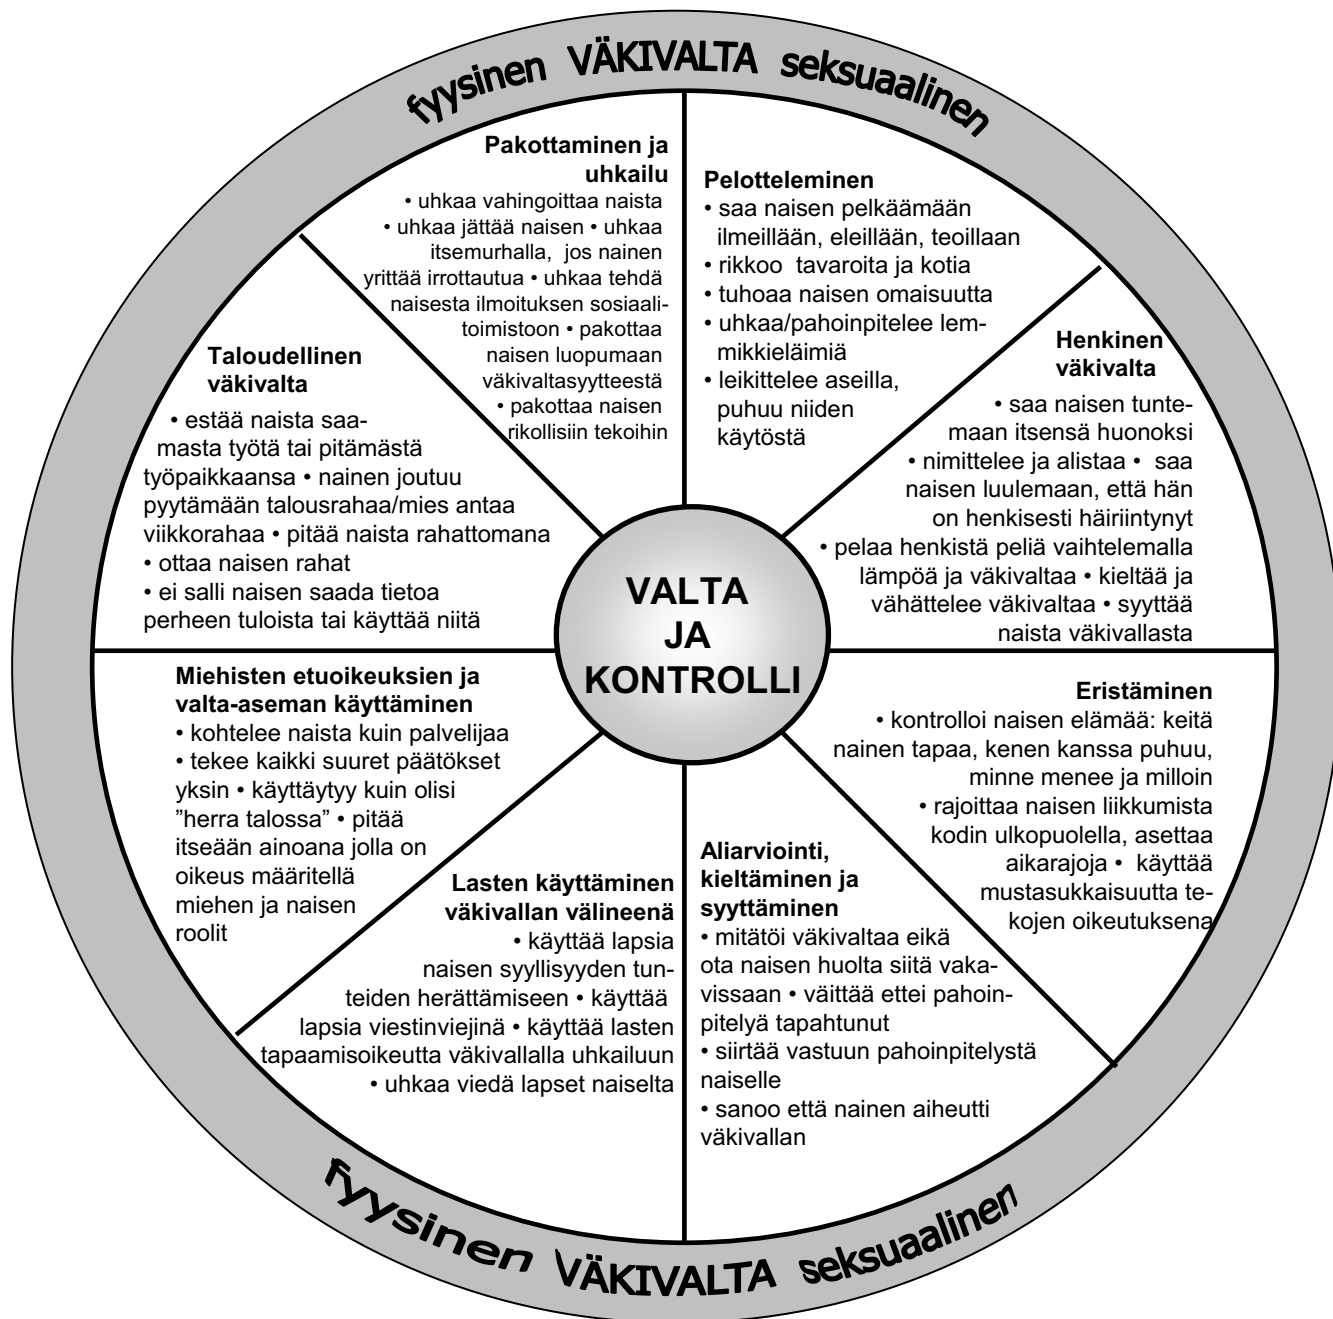 fyysinen VÄKIVALTA seksuaalinen
Pakottaminen ja
uhkailu
• uhkaa vahingoittaa naista
• uhkaa jättää naisen • uhkaa
itsemurhalla, jos nainen
yrittää irrottautua • uhkaa tehdä
naisesta ilmoituksen sosiaali-
toimistoon • pakottaa
naisen luopumaan
väkivaltasyytteestä
• pakottaa naisen
rikollisiin tekoihin
Pelotteleminen
• saa naisen pelkäämään
ilmeillään, eleillään, teoillaan
• rikkoo tavaroita ja kotia
• tuhoaa naisen omaisuutta
• uhkaa/pahoinpitelee lem-
mikkieläimiä
• leikittelee aseilla,
puhuu niiden
käytöstä
Henkinen
väkivalta
• saa naisen tunte-
maan itsensä huonoksi
• nimittelee ja alistaa • saa
naisen luulemaan, että hän
on henkisesti häiriintynyt
• pelaa henkistä peliä vaihtelemalla
lämpöä ja väkivaltaa • kieltää ja
vähättelee väkivaltaa • syyttää
naista väkivallasta
Eristäminen
• kontrolloi naisen elämää: keitä
nainen tapaa, kenen kanssa puhuu,
minne menee ja milloin
• rajoittaa naisen liikkumista
kodin ulkopuolella, asettaa
aikarajoja • käyttää
mustasukkaisuutta te-
kojen oikeutuksena
Aliarviointi,
kieltäminen ja
syyttäminen
• mitätöi väkivaltaa eikä
ota naisen huolta siitä vaka-
vissaan • väittää ettei pahoin-
pitelyä tapahtunut
• siirtää vastuun pahoinpitelystä
naiselle
• sanoo että nainen aiheutti
väkivallan
Lasten käyttäminen
väkivallan välineenä
• käyttää lapsia
naisen syyllisyyden tun-
teiden herättämiseen • käyttää
lapsia viestinviejinä • käyttää lasten
tapaamisoikeutta väkivallalla uhkailuun
• uhkaa viedä lapset naiselta
Miehisten etuoikeuksien ja
valta-aseman käyttäminen
• kohtelee naista kuin palvelijaa
• tekee kaikki suuret päätökset
yksin • käyttäytyy kuin olisi
”herra talossa” • pitää
itseään ainoana jolla on
oikeus määritellä
miehen ja naisen
roolit
Taloudellinen
väkivalta
• estää naista saa-
masta työtä tai pitämästä
työpaikkaansa • nainen joutuu
pyytämään talousrahaa/mies antaa
viikkorahaa • pitää naista rahattomana
• ottaa naisen rahat
• ei salli naisen saada tietoa
perheen tuloista tai käyttää niitä
VALTA
JA
KONTROLLI
fyysinen VÄKIVALTA seksuaalinen